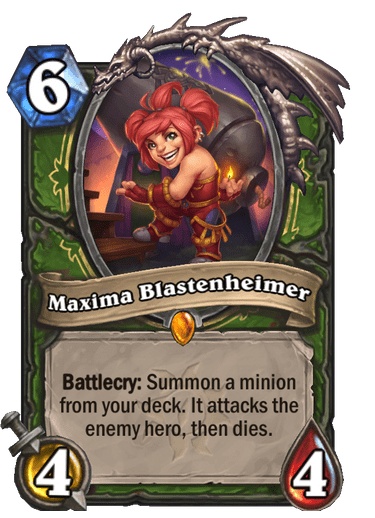 6
Maxima Blastenheimer
Battlecry: Summon a minion
from your deck. It attacks the
enemy hero, then dies.
4
4